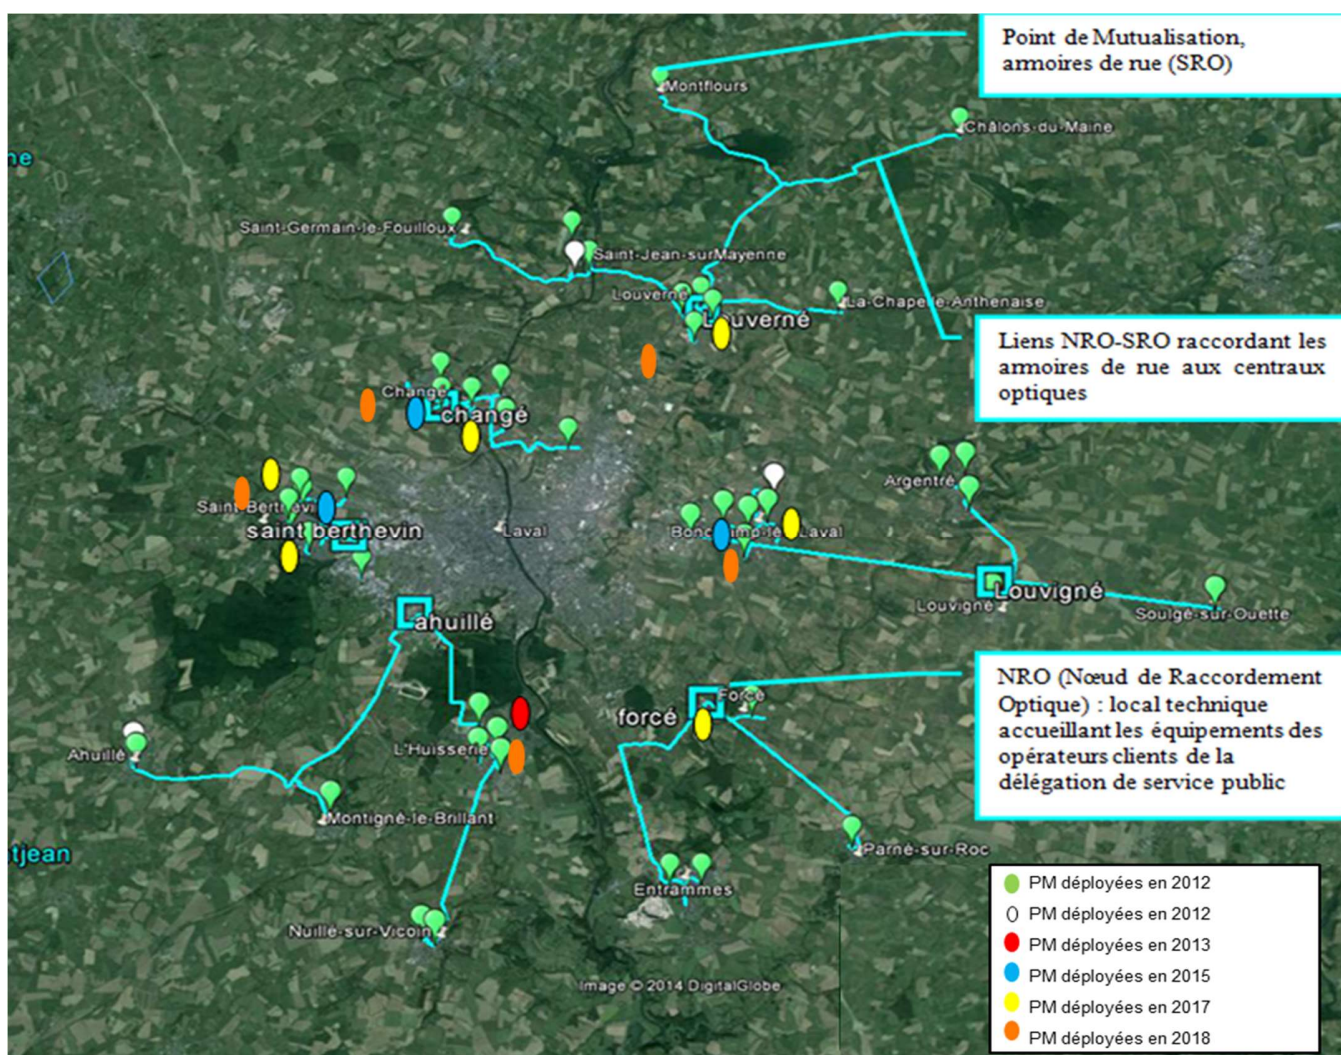 Point de Mutualisation,
armoires de rue (SRO)
Montflours
Châlons-du-Maine
ne
Saint-Germain-le-Fouilloux
Saint-Jean-surMayenne
Louverné
La-Chapelle-Anthenaise
Louverné
Liens NRO-SRO raccordant les
armoires de rue aux centraux
optiques
Changé
changé
Argentré
Saint-Berthevi
saint berthevin
Laval
Laval
Louvigné
Louvigné
Soulgé-sur-Ouette
ahuillé
NRO (Nœud de Raccordement
Optique) : local technique
accueillant les équipements des
opérateurs clients de la
délégation de service public
Forcé
forcé
L'Huisserie
Ahuillé
Montigné-le-Brillant
Parné-sur-Roc
tjean
Entrammes
Nuillé-sur-Vicoin
Image © 2014 DigitalGlobe
PM déployées en 2012
PM déployées en 2012
PM déployées en 2013
PM déployées en 2015
PM déployées en 2017
PM déployées en 2018